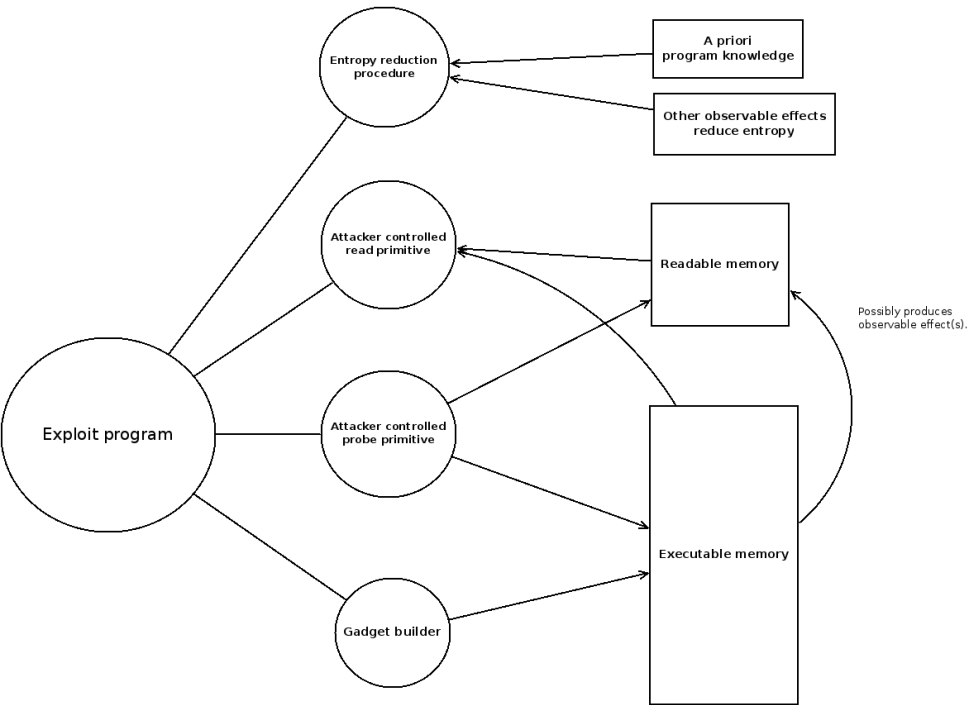 Entropy reduction
procedure
A priori
program knowledge
Other observable effects
reduce entropy
Attacker controlled
read primitive
Readable memory
Possibly produces
observable effect(s).
Exploit program
Attacker controlled
probe primitive
Executable memory
Gadget builder